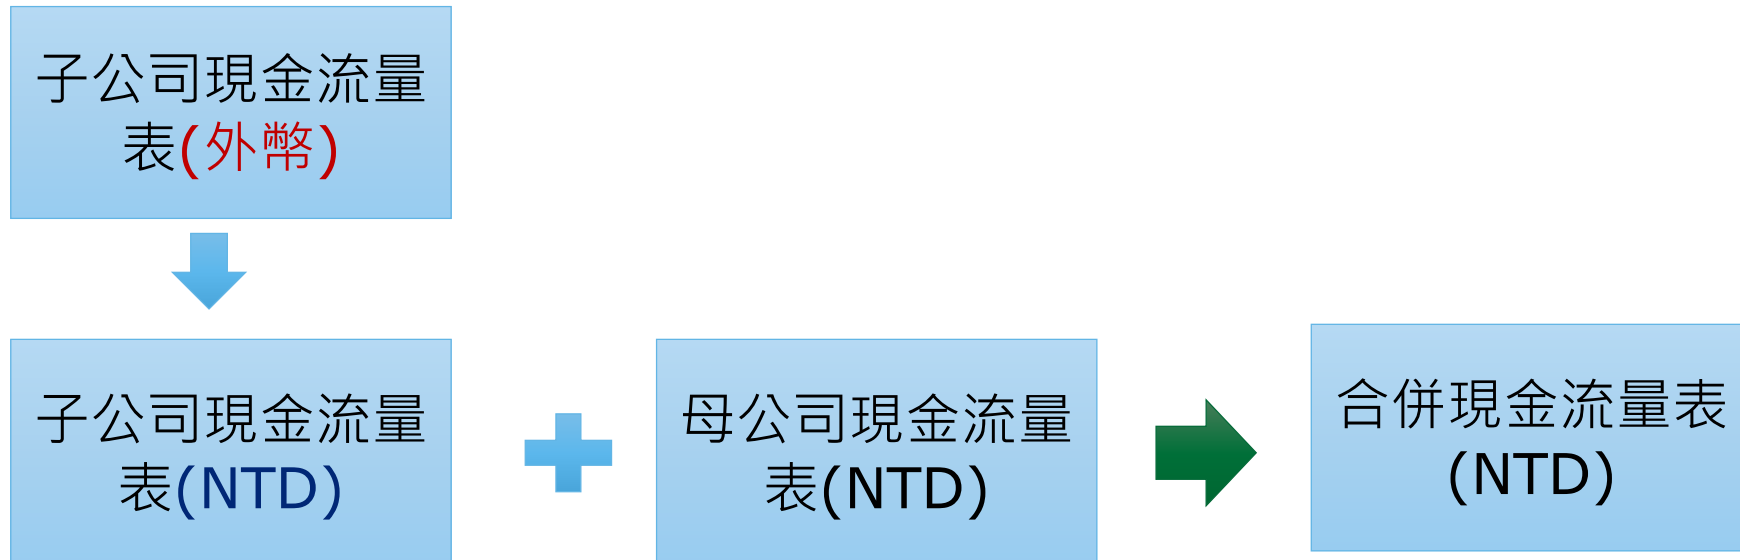 子公司現金流量
表(外幣)
子公司現金流量
表(NTD)
母公司現金流量
表(NTD)
合併現金流量表
(NTD)